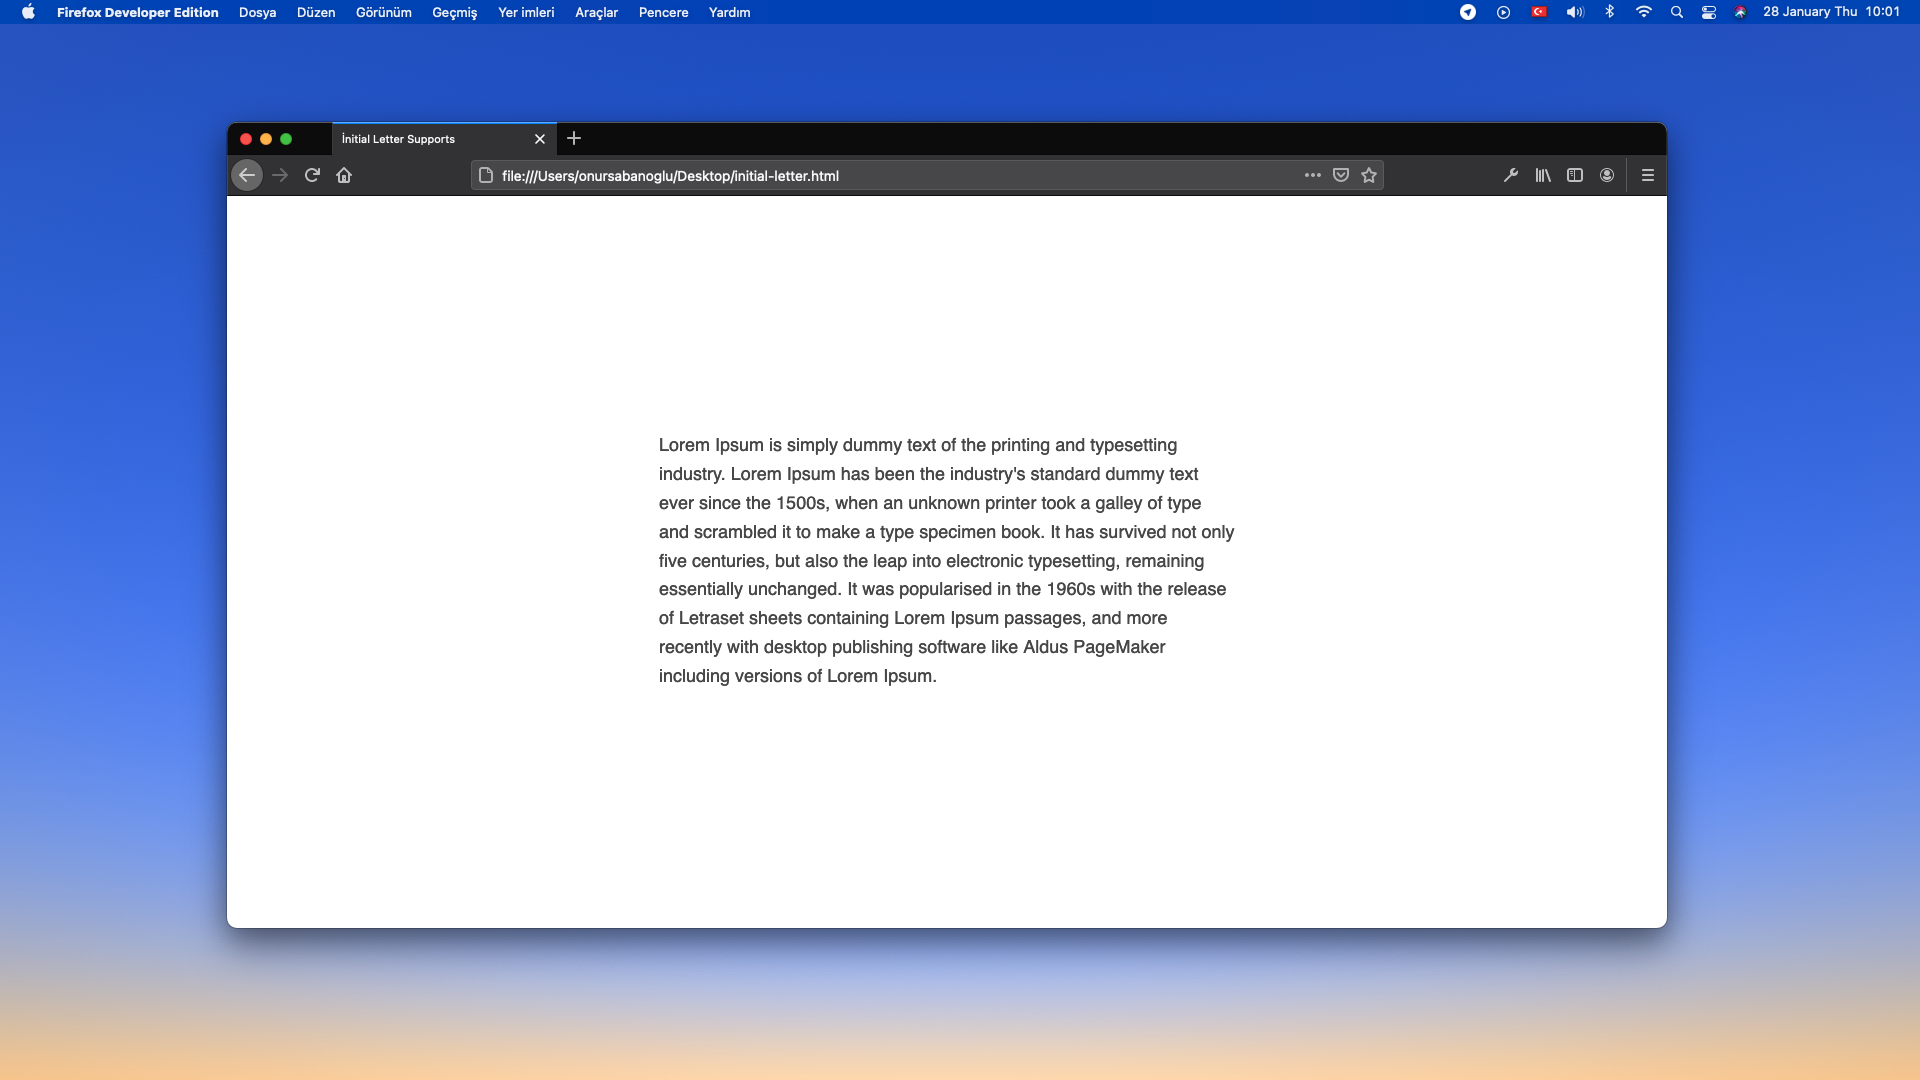 Firefox Developer Edition Dosya Düzen Görünüm Geçmiş Yer imleri Araçlar Pencere Yardım 28 January Thu 10:01
İnitial Letter Supports
file:///Users/onursabanoglu/Desktop/initial-letter.html
Lorem Ipsum is simply dummy text of the printing and typesetting
industry. Lorem Ipsum has been the industry's standard dummy text
ever since the 1500s, when an unknown printer took a galley of type
and scrambled it to make a type specimen book. It has survived not only
five centuries, but also the leap into electronic typesetting, remaining
essentially unchanged. It was popularised in the 1960s with the release
of Letraset sheets containing Lorem Ipsum passages, and more
recently with desktop publishing software like Aldus PageMaker
including versions of Lorem Ipsum.